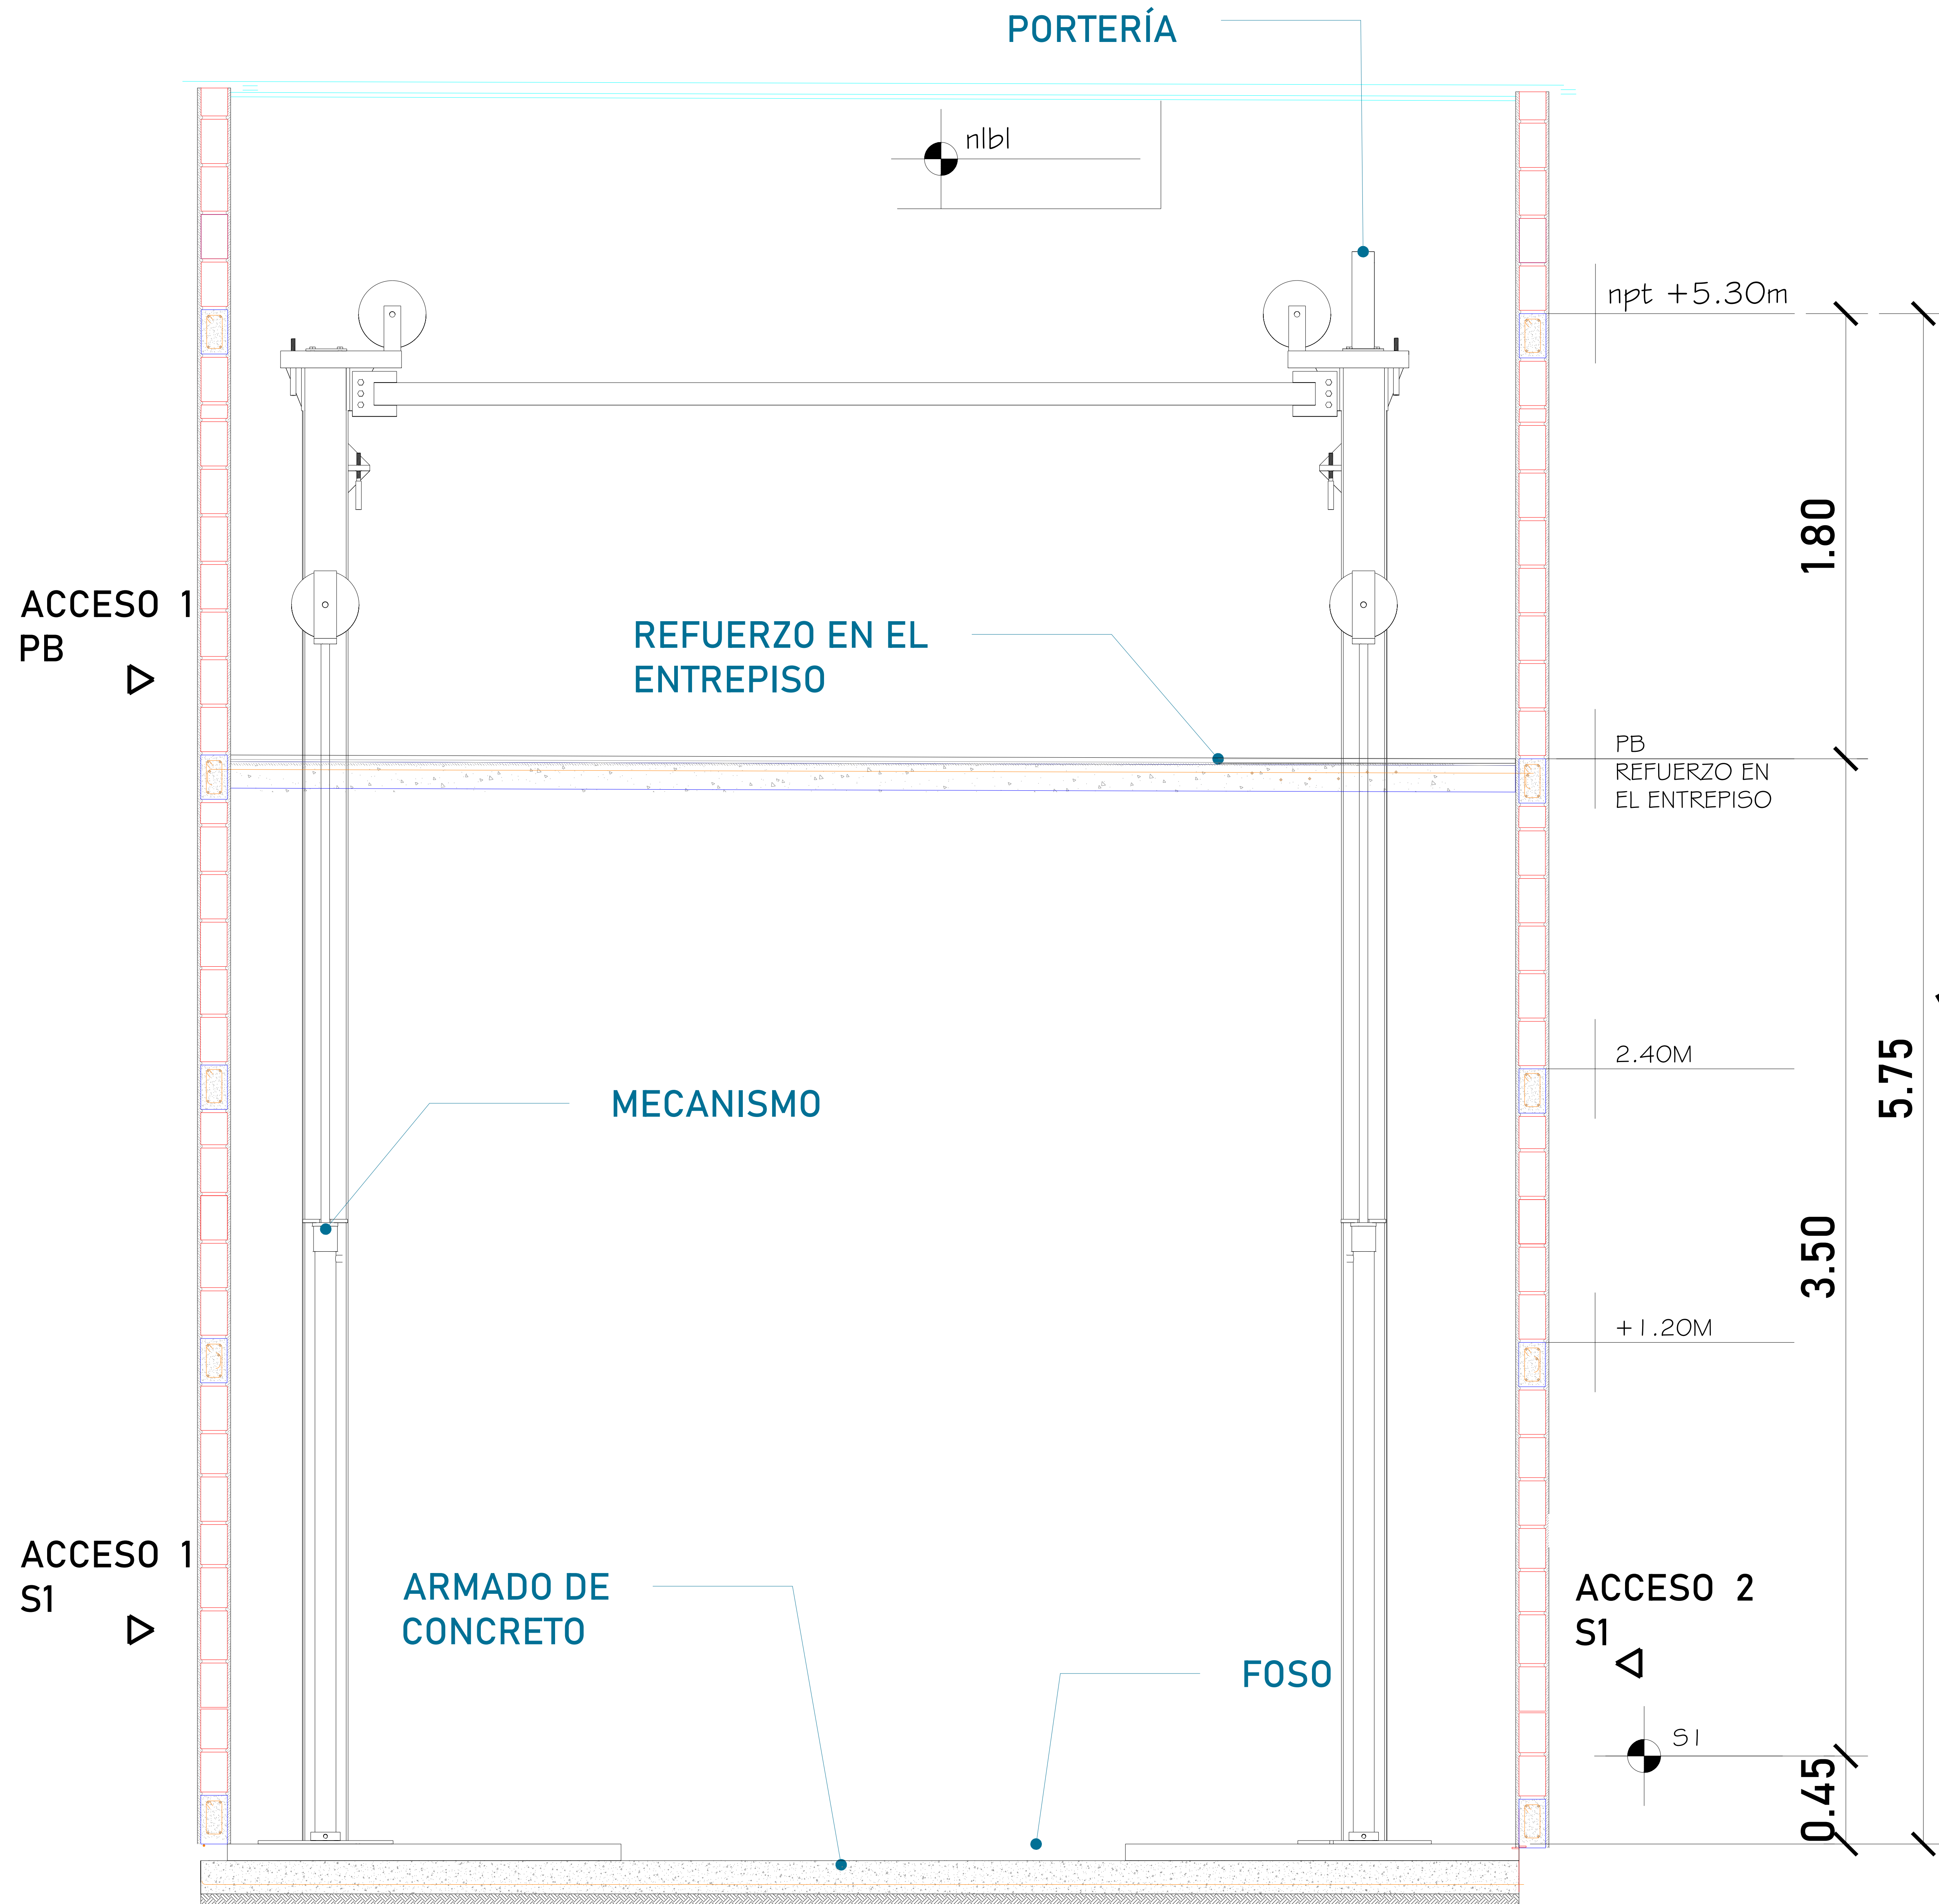 PORTERÍA
nlbl
npt +5.30m
1.80
ACCESO 1
PB
REFUERZO EN EL
ENTREPISO
PB
REFUERZO EN
EL ENTREPISO
2.40M
5.75
MECANISMO
3.50
+1.20M
ACCESO 1
S1
ARMADO DE
CONCRETO
ACCESO 2
S1
FOSO
S1
0.45